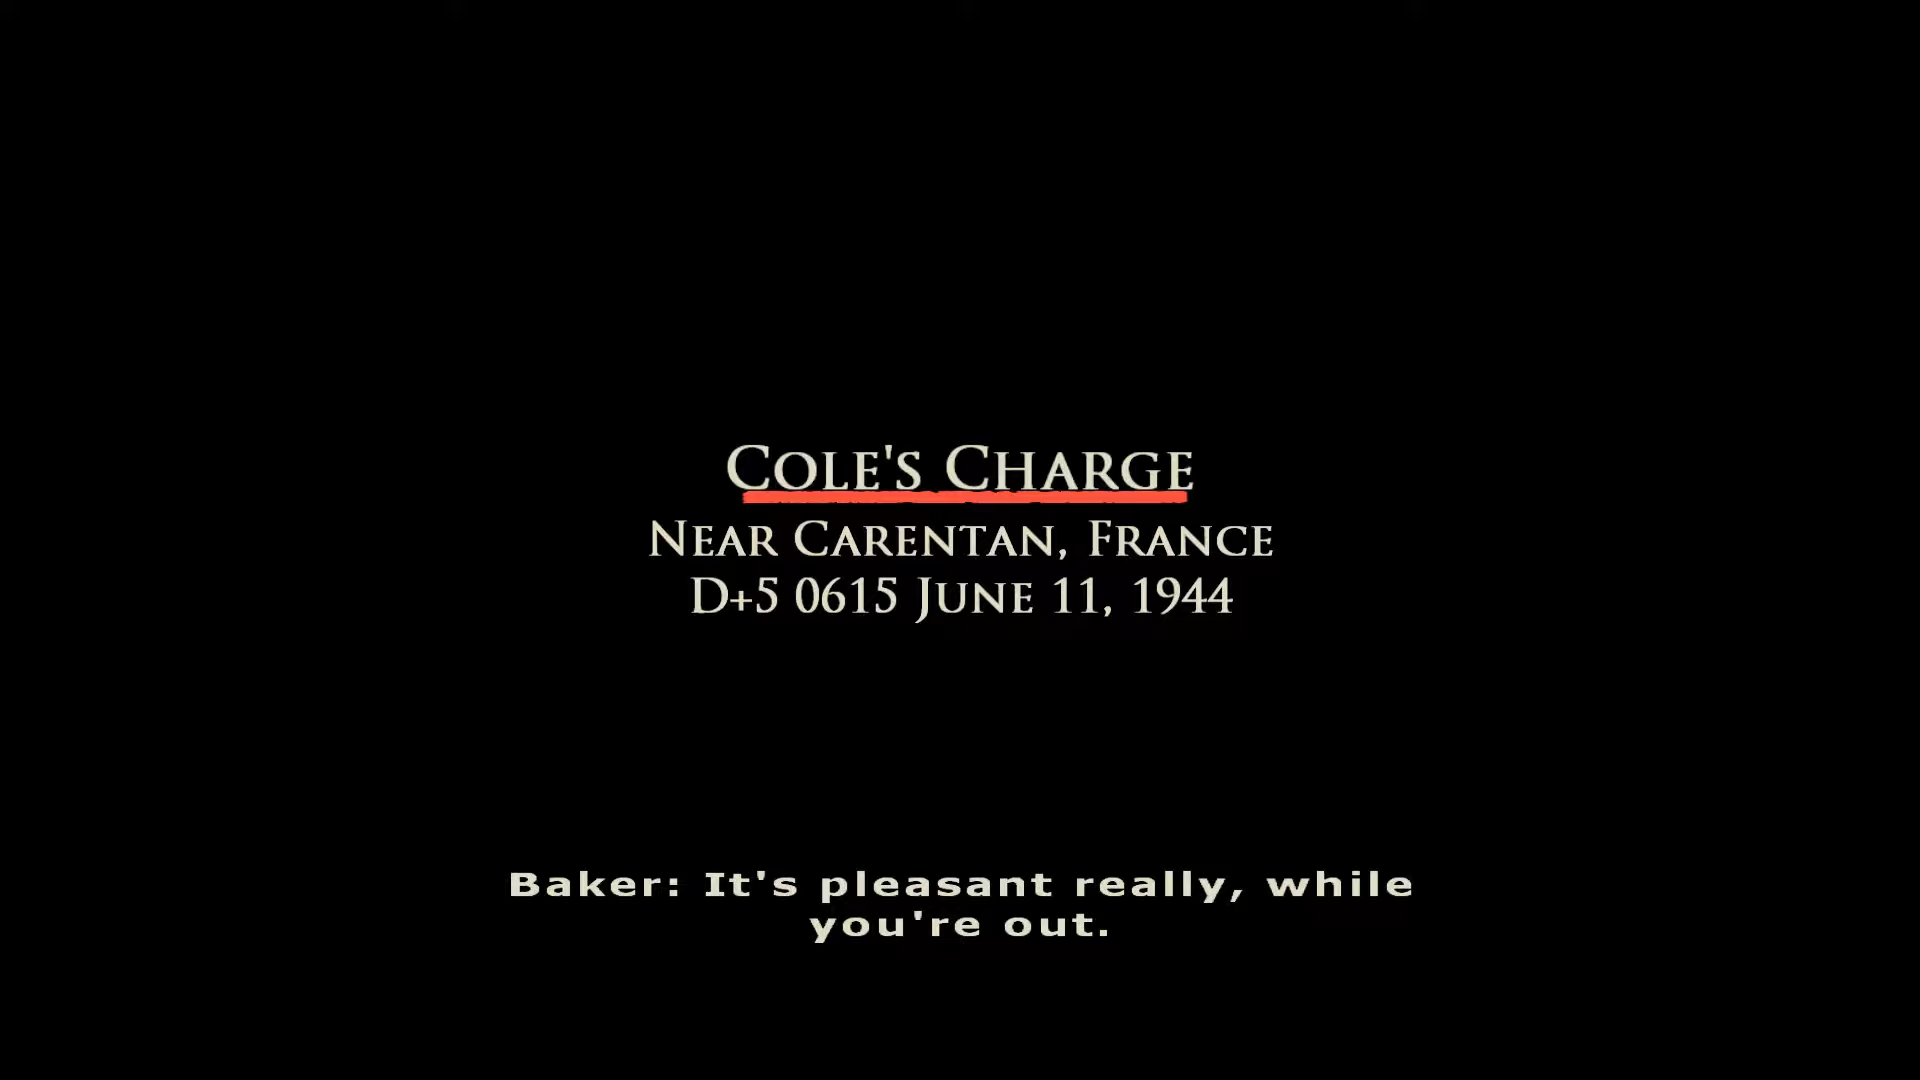 Cole's Charge
Near Carentan, France
D+5 0615 June 11, 1944
Baker: It's pleasant really, while
you're out.